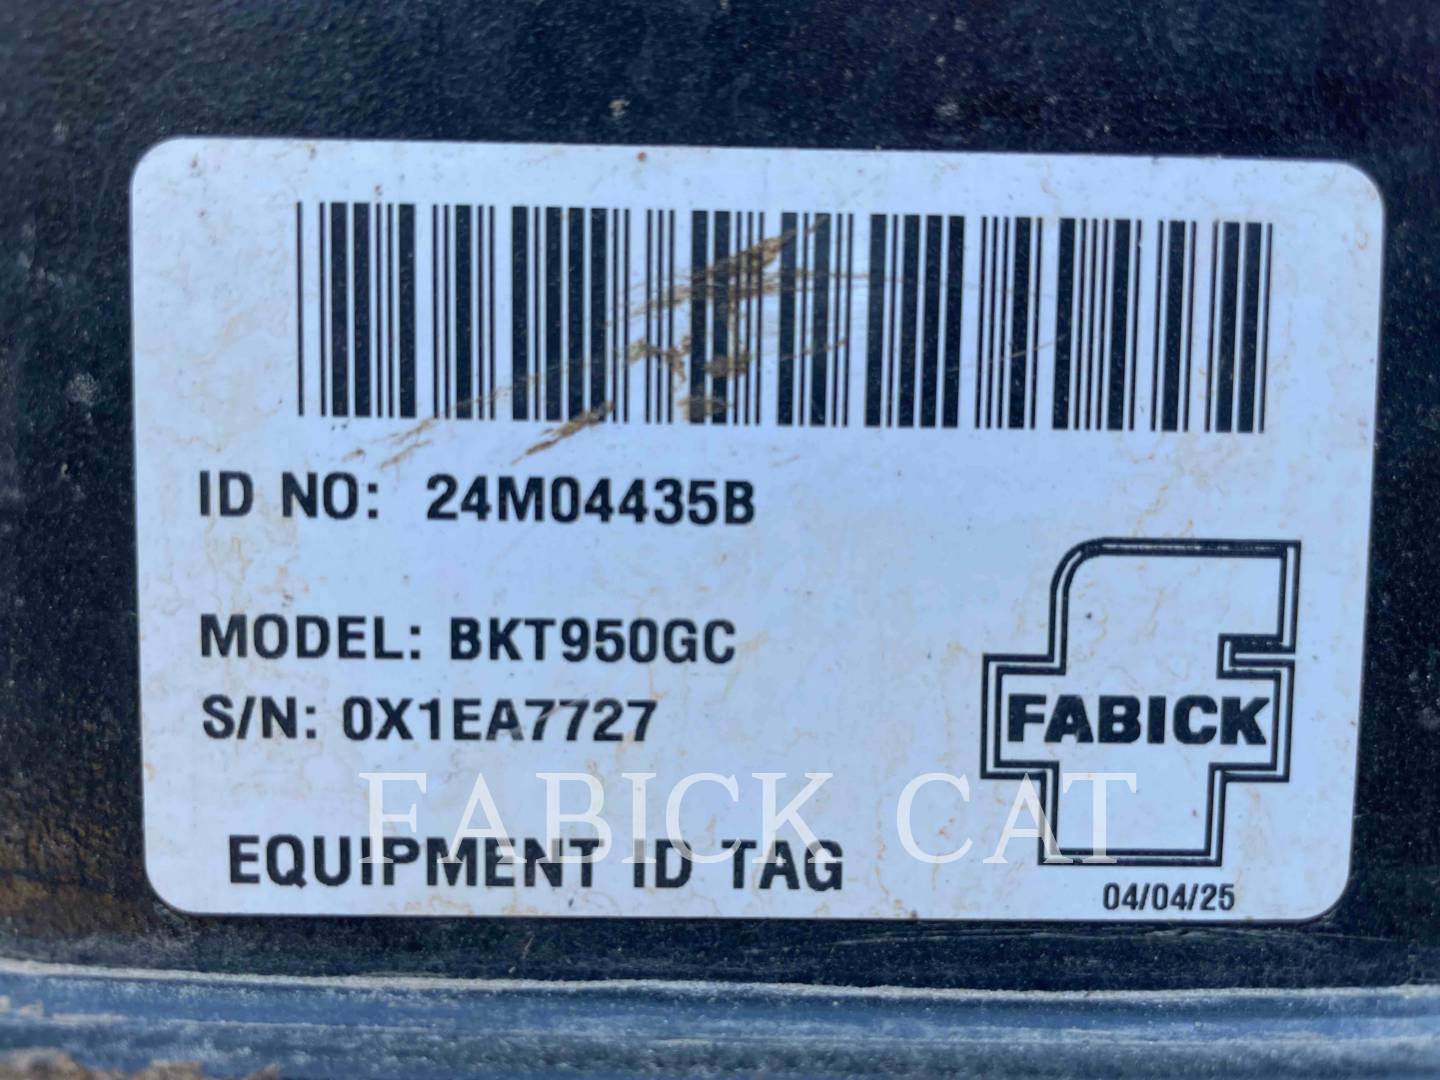 ID NO: 24M04435B
MODEL: BKT950GC
S/N: 0X1EA7727
FABICK
FABICK CAT
EQUIPMENT ID TAG
04/04/25